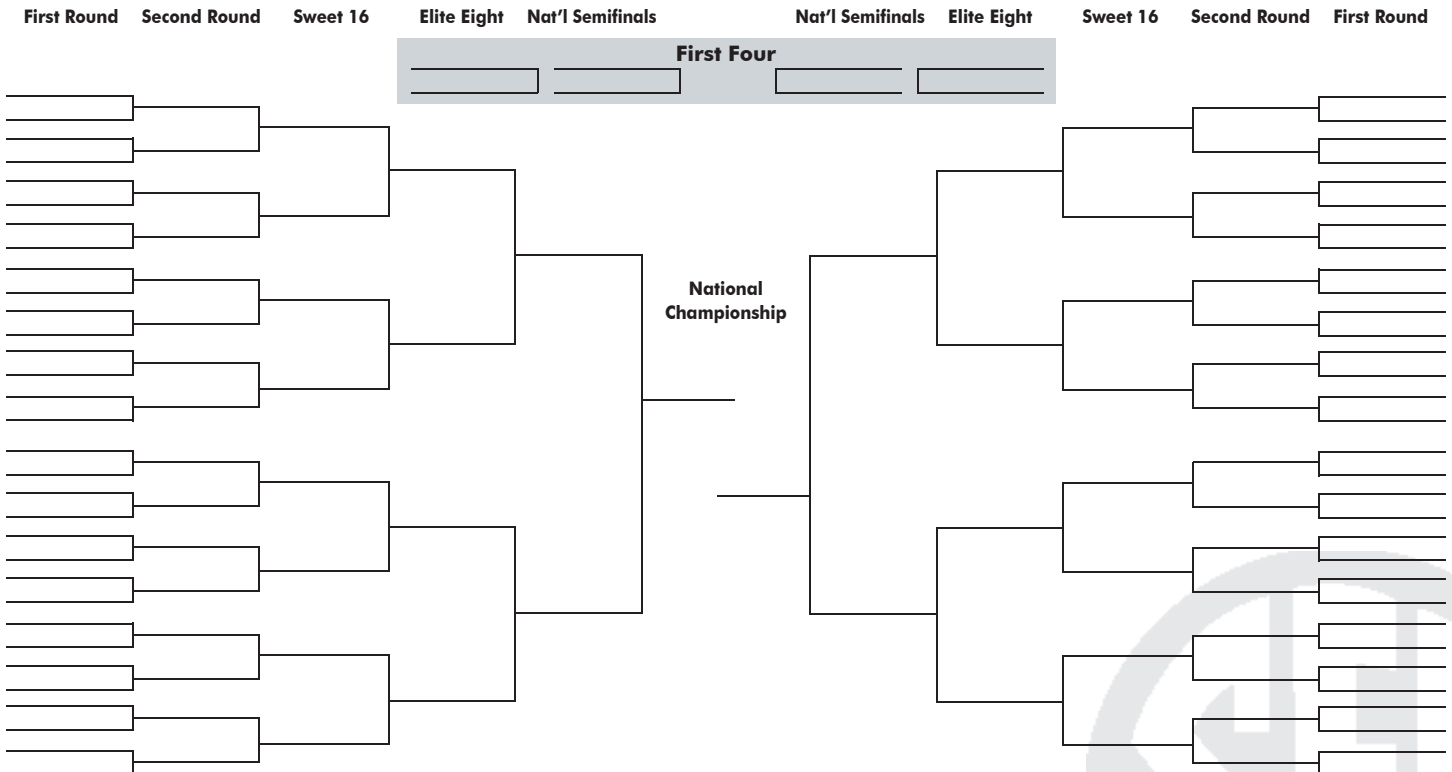 First Round Second Round Sweet 16 Elite Eight Nat'l Semifinals Nat'l Semifinals Elite Eight Sweet 16 Second Round First Round
First Four
National
Championship